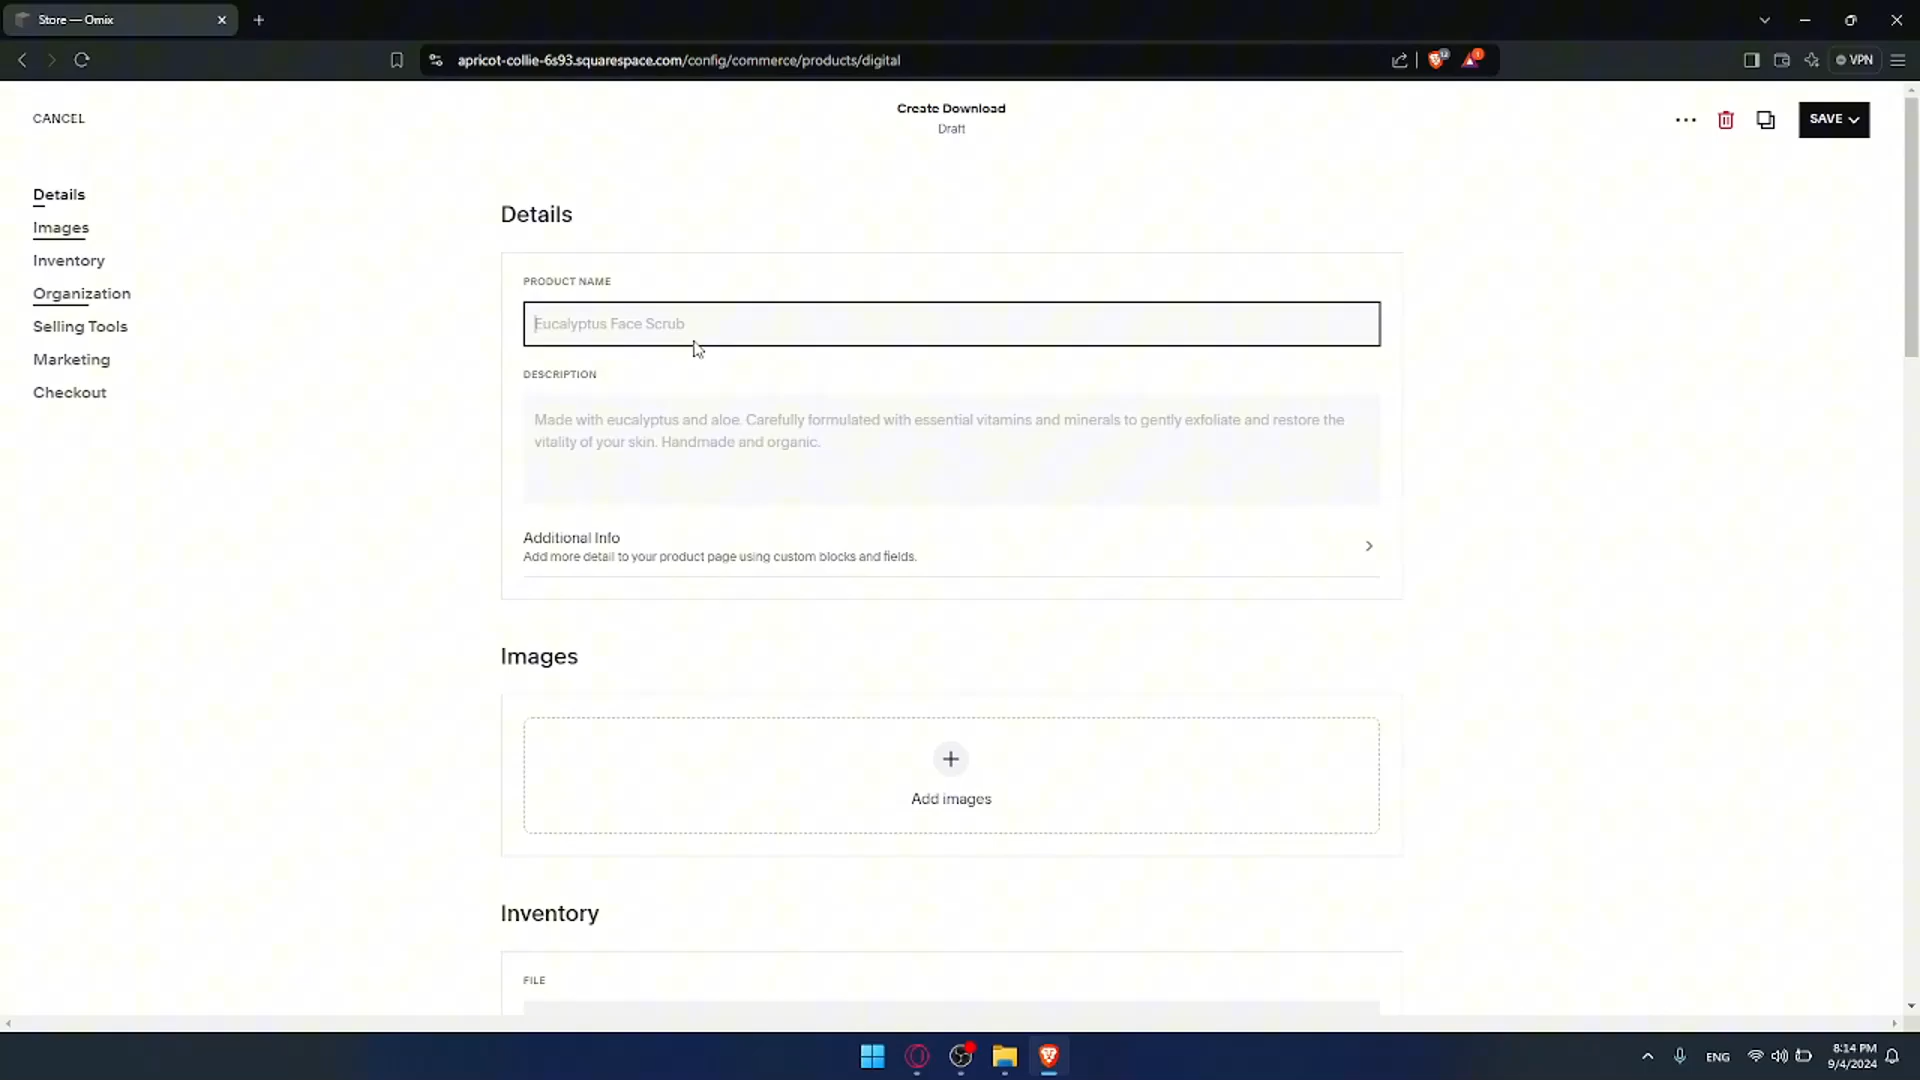 Store — Omix
apricot-collie-6s93.squarespace.com/config/commerce/products/digital
12
1
VPN
CANCEL
Create Download
Draft
SAVE
Details
Images
Inventory
Organization
Selling Tools
Marketing
Checkout
Details
PRODUCT NAME
Eucalyptus Face Scrub
DESCRIPTION
Made with eucalyptus and aloe. Carefully formulated with essential vitamins and minerals to gently exfoliate and restore the
vitality of your skin. Handmade and organic.
Additional Info
Add more detail to your product page using custom blocks and fields.
Images
Add images
Inventory
FILE
ENG
8:14 PM
9/4/2024